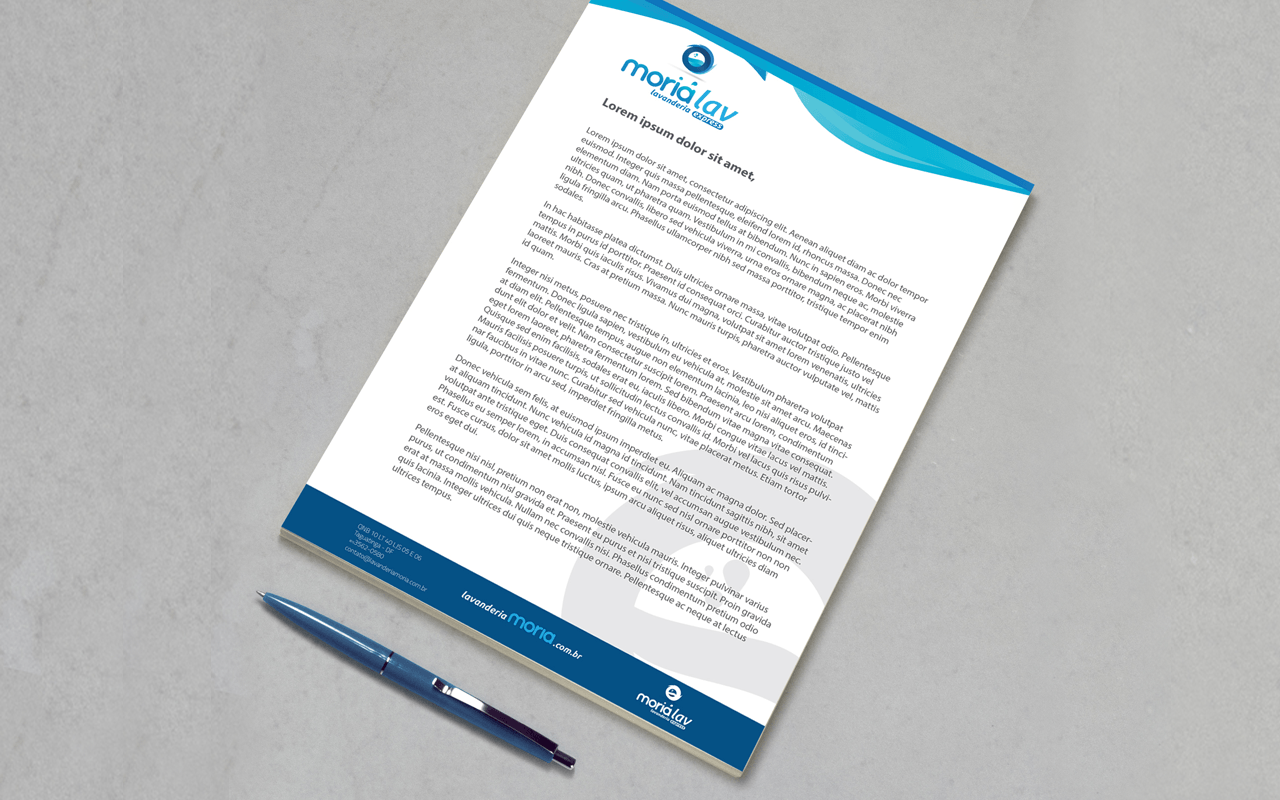 moriá lav
lavanderia express
Lorem ipsum dolor sit amet,
Lorem ipsum dolor sit amet, consectetur adipiscing elit. Aenean aliquet diam ac dolor tempor
euismod. Integer quis massa pellentesque, eleifend lorem id, rhoncus massa. Donec nec
elementum diam. Nam porta euismod tellus at bibendum. Nunc in sapien eros. Morbi viverra
ultricies quam, ut pharetra quam. Vestibulum in mi convallis, bibendum neque ac, molestie
nibh. Donec convallis, libero sed vehicula viverra, urna eros ornare magna, ac placerat nibh
ligula fringilla arcu. Phasellus ullamcorper nibh sed massa porttitor, tristique tempor enim
sodales.
In hac habitasse platea dictumst. Duis ultricies ornare massa, vitae volutpat odio. Pellentesque
tempus in purus id porttitor. Praesent id consequat orci. Curabitur auctor tristique justo vel
mattis. Morbi quis iaculis risus. Vivamus dui magna, volutpat sit amet lorem venenatis, ultricies
laoreet mauris. Cras at pretium massa. Nunc mauris turpis, pharetra auctor vulputate vel, mattis
id quam.
Integer nisi metus, posuere nec tristique in, ultricies et eros. Vestibulum pharetra volutpat
fermentum. Donec ligula sapien, vestibulum eu vehicula at, molestie sit amet arcu. Maecenas
at diam elit. Pellentesque tempus, augue non elementum lacinia, leo nisi aliquet eros, id tinci-
dunt elit dolor et velit. Nam consectetur suscipit lorem. Praesent arcu lorem, condimentum
eget lorem laoreet, pharetra fermentum lorem. Sed bibendum vitae magna vitae consequat.
Quisque sed enim facilisis, sodales erat eu, iaculis libero. Morbi congue vitae lacus vel mattis.
Mauris facilisis posuere turpis, ut sollicitudin lectus convallis id. Morbi vel lacus quis risus pulvi-
nar faucibus in vitae nunc. Curabitur sed vehicula nunc, vitae placerat metus. Etiam tortor
ligula, porttitor in arcu sed, imperdiet fringilla metus.
Donec vehicula sem felis, at euismod ipsum imperdiet eu. Aliquam ac magna dolor. Sed placer-
at aliquam tincidunt. Nunc vehicula id magna id tincidunt. Nam tincidunt sagittis nibh, sit amet
volutpat ante tristique eget. Duis consequat convallis elit, vel accumsan augue vestibulum nec.
Phasellus eu semper lorem, in accumsan nisl. Fusce eu nunc sed nisl ornare porttitor non non
est. Fusce cursus, dolor sit amet mollis luctus, ipsum arcu aliquet risus, aliquet ultricies diam
eros eget dui.
Pellentesque nisi nisl, pretium non erat non, molestie vehicula mauris. Integer pulvinar varius
purus, ut condimentum nisl gravida et. Praesent eu purus et nisi tristique suscipit. Proin gravida
erat at massa mollis vehicula. Nullam nec convallis nisi. Phasellus condimentum pretium odio
quis lacinia. Integer ultrices dui quis neque tristique ornare. Pellentesque ac neque at lectus
ultrices tempus.
QNB 10 LT 40 LJS 05 E 06
Taguatinga - DF
3562-0580
contato@lavanderiamoria.com.br
lavanderia moria .com.br
moriá lav
lavanderia express